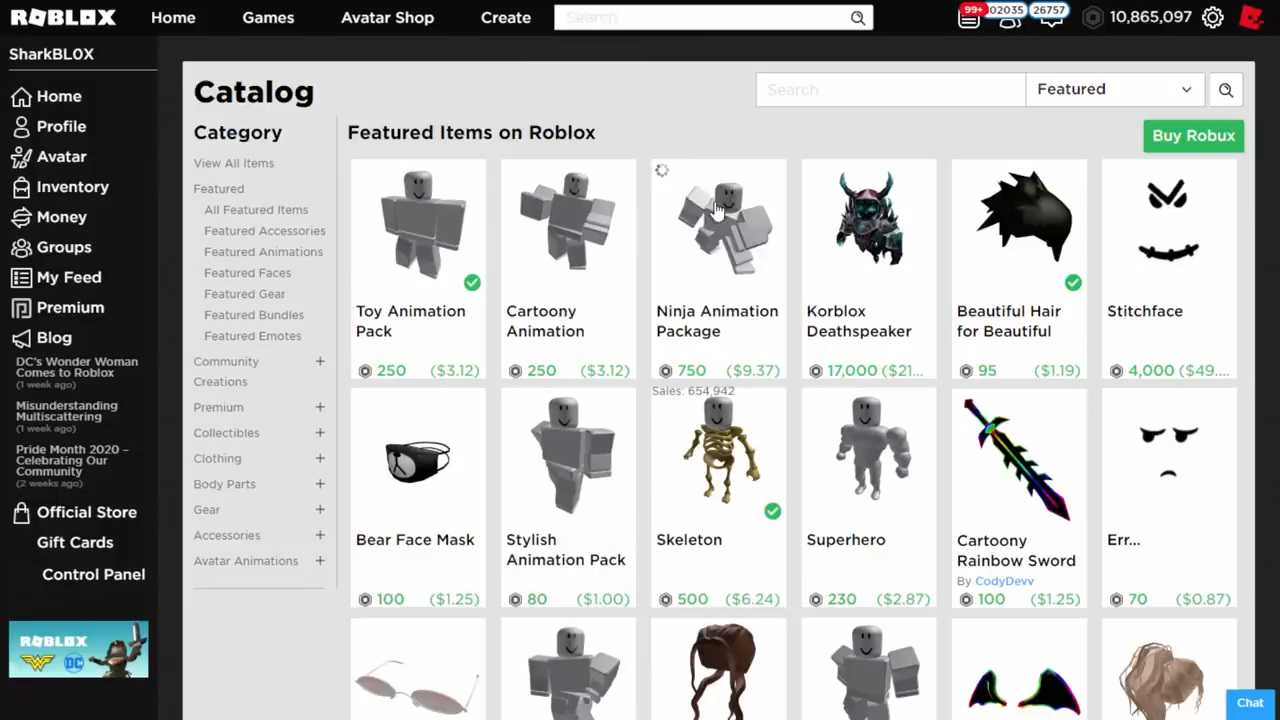 ROBLOX
Home
Games
Avatar Shop
Create
Search
99+
02035
26757
10,865,097
SharkBLOX
Home
Profile
Avatar
Inventory
Money
Groups
My Feed
Premium
Blog
DC's Wonder Woman
Comes to Roblox
(1 week ago)
Misunderstanding
Multiscattering
(1 week ago)
Pride Month 2020 –
Celebrating Our
Community
(2 weeks ago)
Official Store
Gift Cards
Control Panel
ROBLOX
DC
Catalog
Search
Featured
Category
View All Items
Featured
All Featured Items
Featured Accessories
Featured Animations
Featured Faces
Featured Gear
Featured Bundles
Featured Emotes
Community +
Creations
Premium +
Collectibles +
Clothing +
Body Parts +
Gear +
Accessories +
Avatar Animations +
Featured Items on Roblox
Buy Robux
Toy Animation
Pack
250 ($3.12)
Cartoony
Animation
250 ($3.12)
Ninja Animation
Package
750 ($9.37)
Sales: 654,942
Korblox
Deathspeaker
17,000 ($21...
Beautiful Hair
for Beautiful
95 ($1.19)
Stitchface
4,000 ($49....
Bear Face Mask
100 ($1.25)
Stylish
Animation Pack
80 ($1.00)
Skeleton
500 ($6.24)
Superhero
230 ($2.87)
Cartoony
Rainbow Sword
By CodyDevv
100 ($1.25)
Err...
70 ($0.87)
Chat